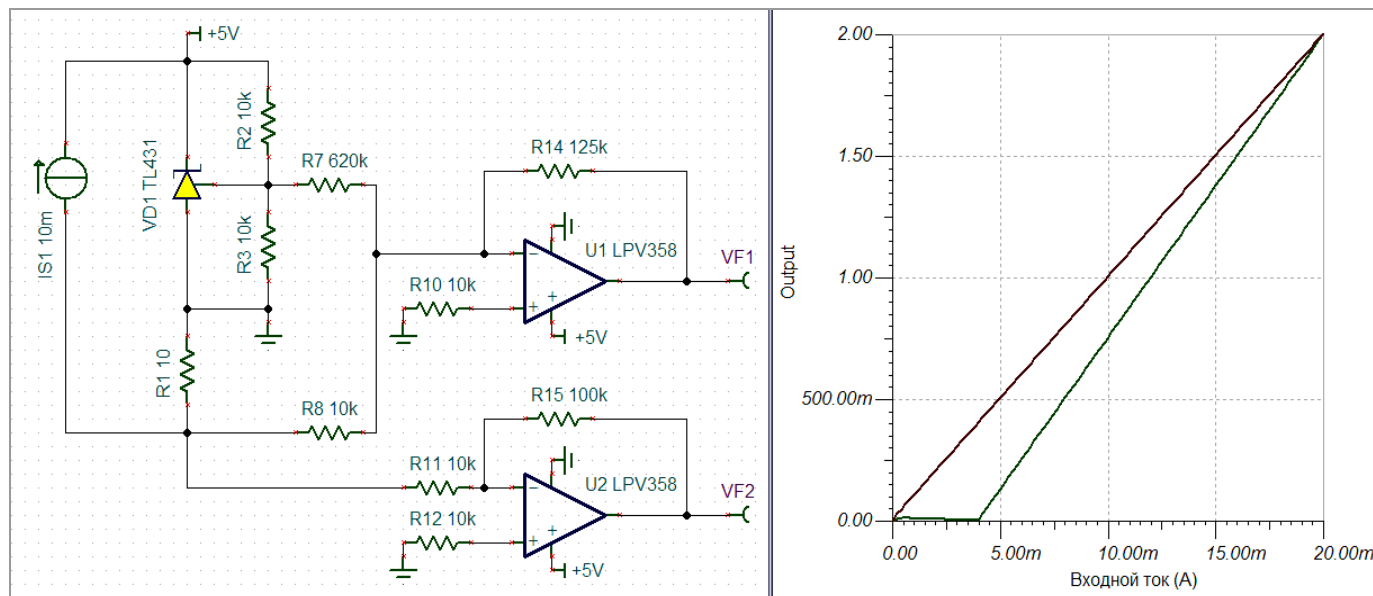 +5V
R2 10k
VD1 TL431
R7 620k
R14 125k
IS1 10m
R3 10k
R10 10k
U1 LPV358
VF1
+5V
R1 10
R8 10k
R15 100k
R11 10k
U2 LPV358
VF2
R12 10k
+5V
Output
2.00
1.50
1.00
500.00m
0.00
0.00 5.00m 10.00m 15.00m 20.00m
Входной ток (A)